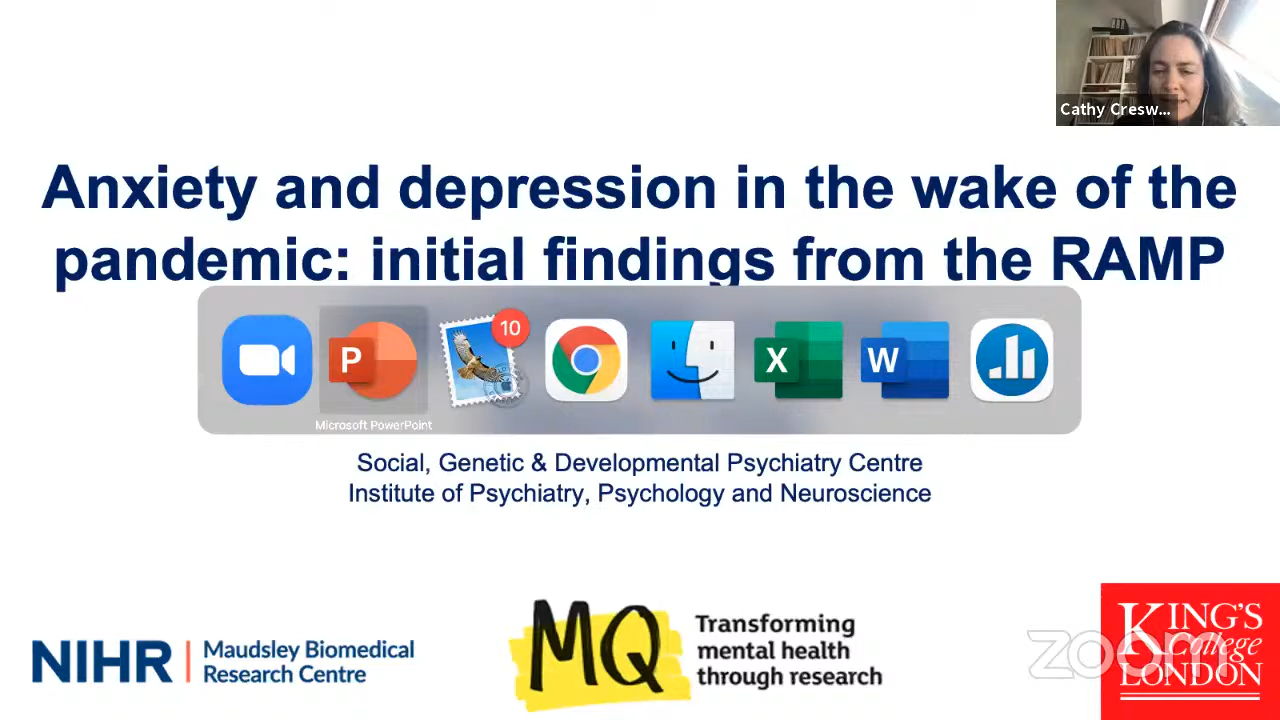 Cathy Cresw...
Anxiety and depression in the wake of the
pandemic: initial findings from the RAMP
10
P
X
W
Microsoft PowerPoint
Social, Genetic & Developmental Psychiatry Centre
Institute of Psychiatry, Psychology and Neuroscience
NIHR | Maudsley Biomedical
Research Centre
MQ
Transforming
mental health
through research
KING'S
College
LONDON
zoom